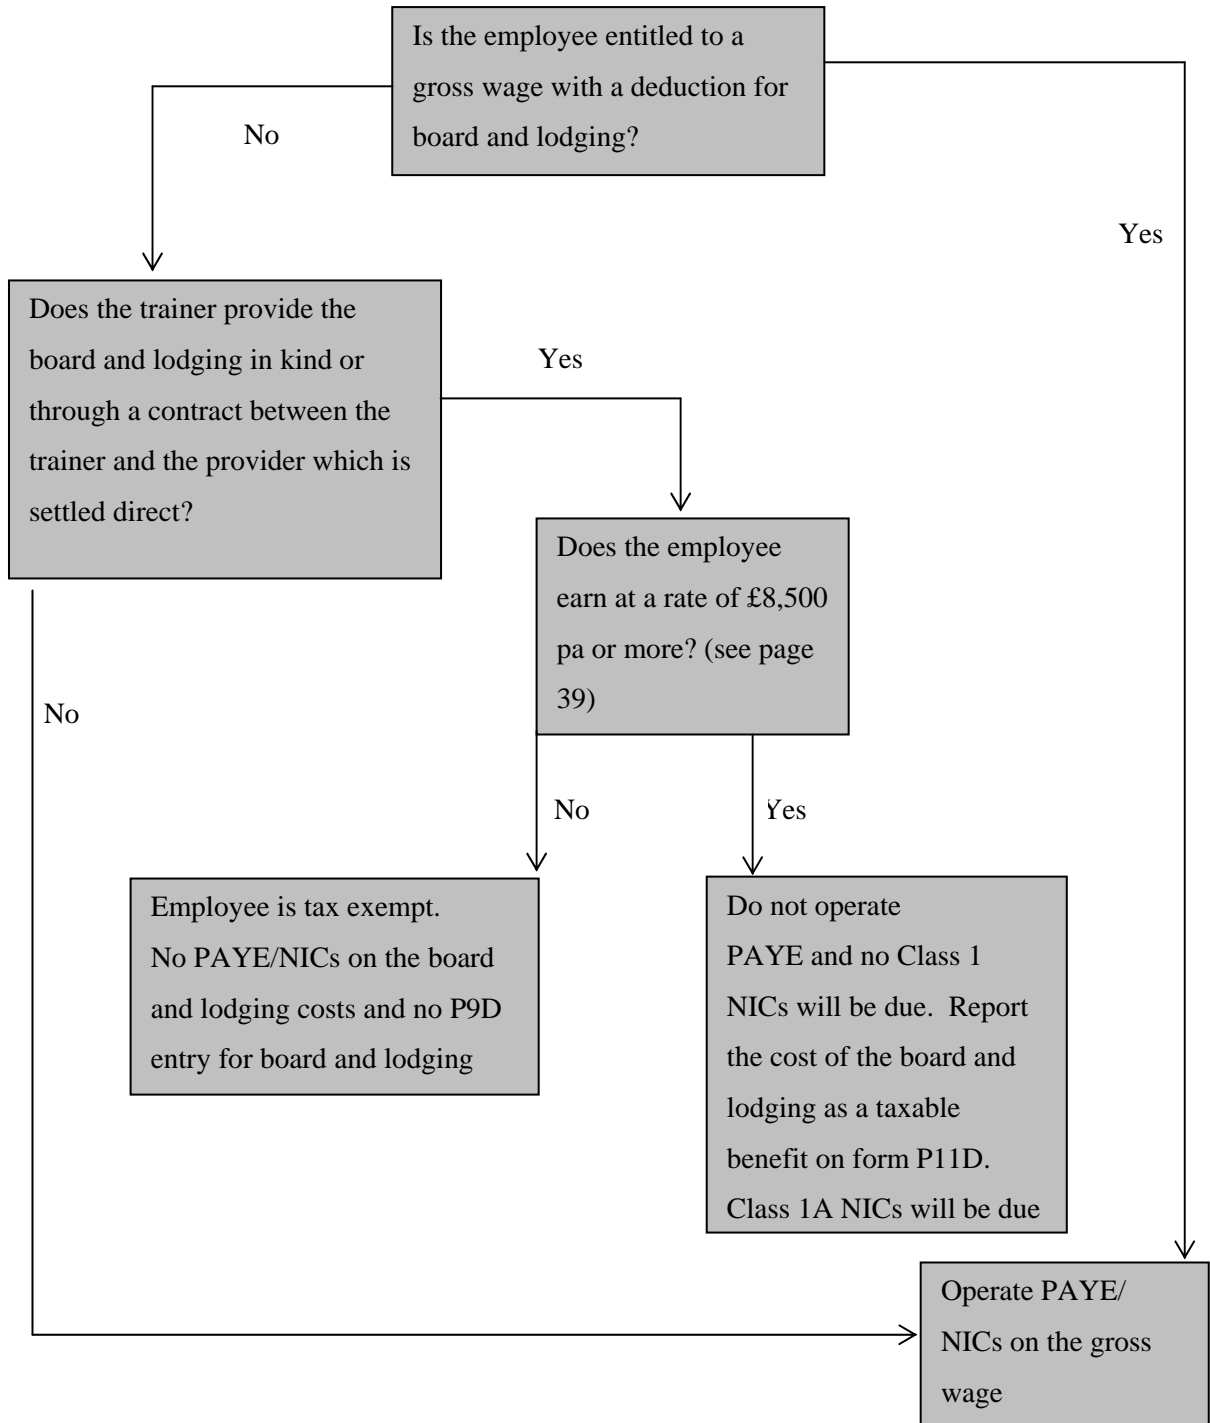 Is the employee entitled to a
gross wage with a deduction for
board and lodging?
No
Yes
Does the trainer provide the
board and lodging in kind or
through a contract between the
trainer and the provider which is
settled direct?
Yes
Does the employee
earn at a rate of £8,500
pa or more? (see page
39)
No
No
Yes
Employee is tax exempt.
No PAYE/NICs on the board
and lodging costs and no P9D
entry for board and lodging
Do not operate
PAYE and no Class 1
NICs will be due.  Report
the cost of the board and
lodging as a taxable
benefit on form P11D.
Class 1A NICs will be due
Operate PAYE/
NICs on the gross
wage